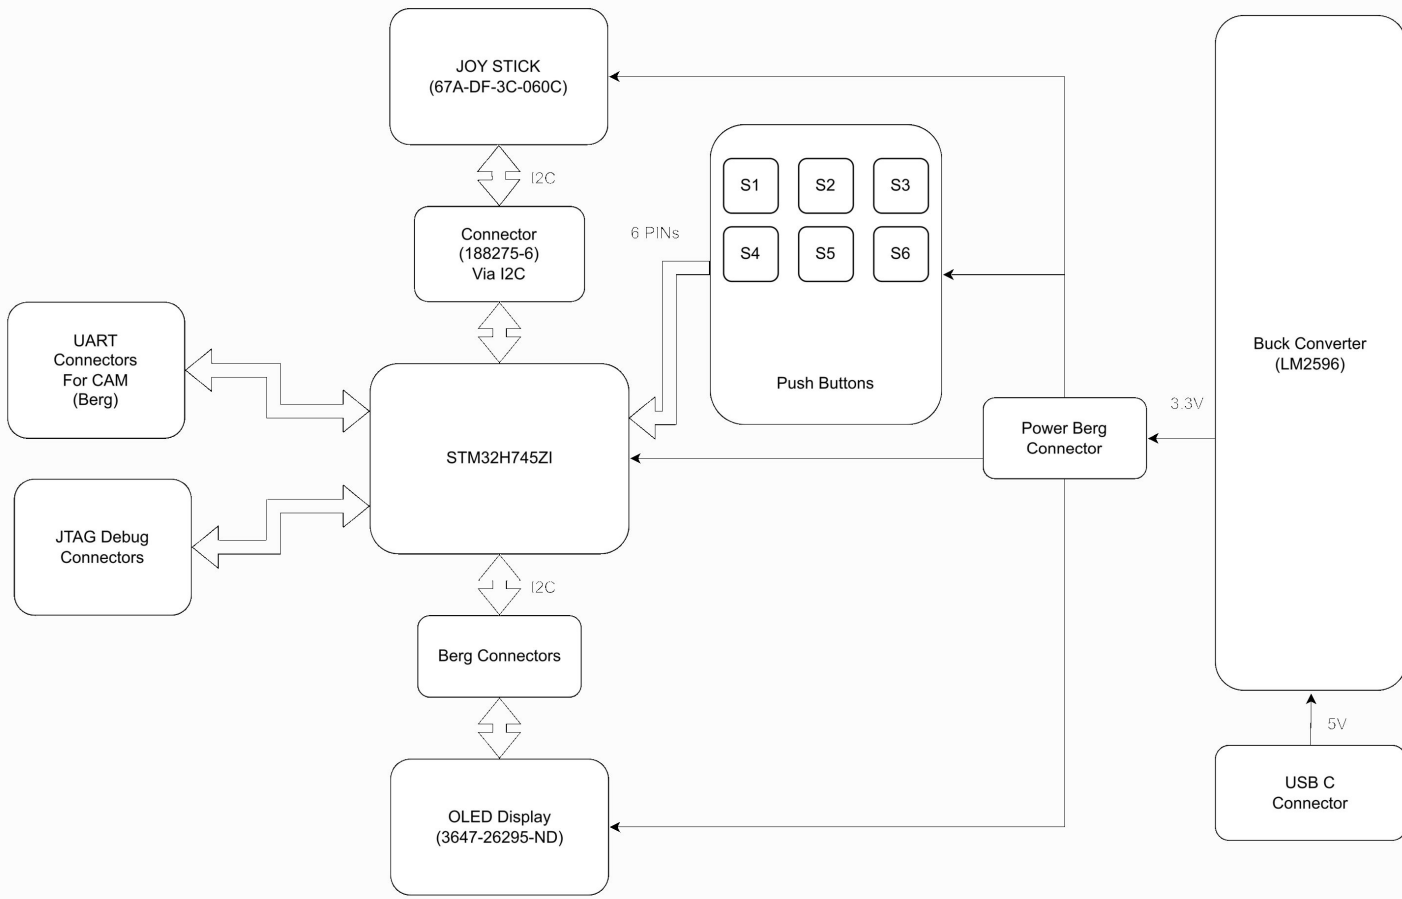 JOY STICK
(67A-DF-3C-060C)
I2C
Connector
(188275-6)
Via I2C
6 PINs
S1
S2
S3
S4
S5
S6
Push Buttons
UART
Connectors
For CAM
(Berg)
STM32H745ZI
JTAG Debug
Connectors
I2C
Berg Connectors
OLED Display
(3647-26295-ND)
Power Berg
Connector
3.3V
Buck Converter
(LM2596)
5V
USB C
Connector